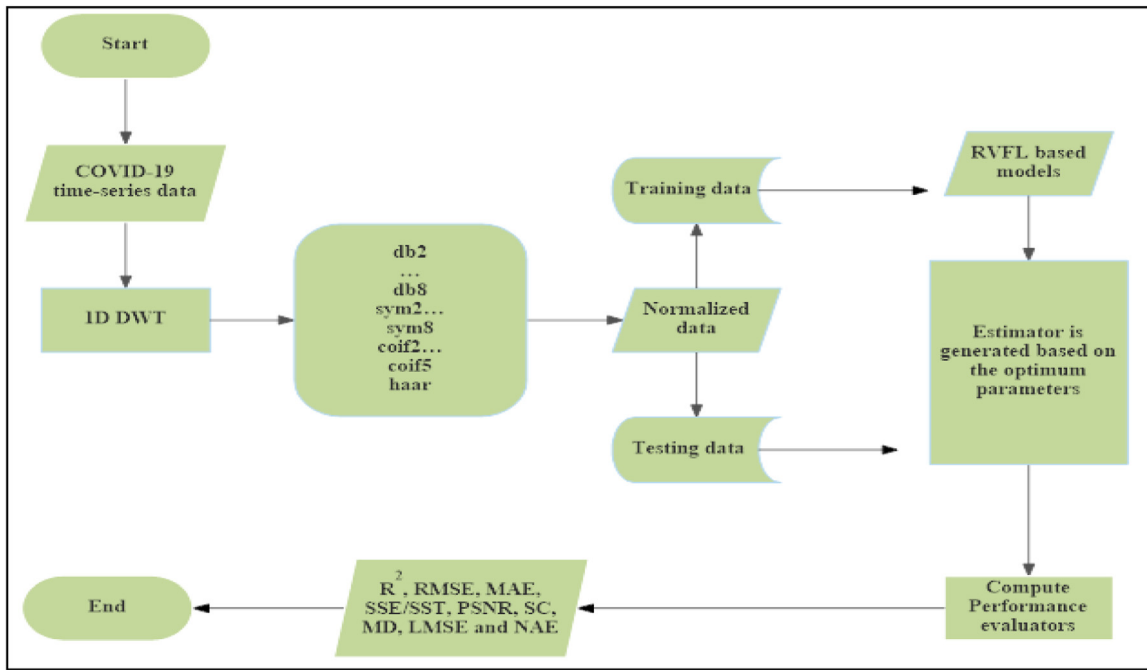 Start
COVID-19
time-series data
1D DWT
db2
...
db8
sym2...
sym8
coif2...
coif5
haar
Normalized
data
Training data
Testing data
RVFL based
models
Estimator is
generated based on
the optimum
parameters
Compute
Performance
evaluators
R², RMSE, MAE,
SSE/SST, PSNR, SC,
MD, LMSE and NAE
End